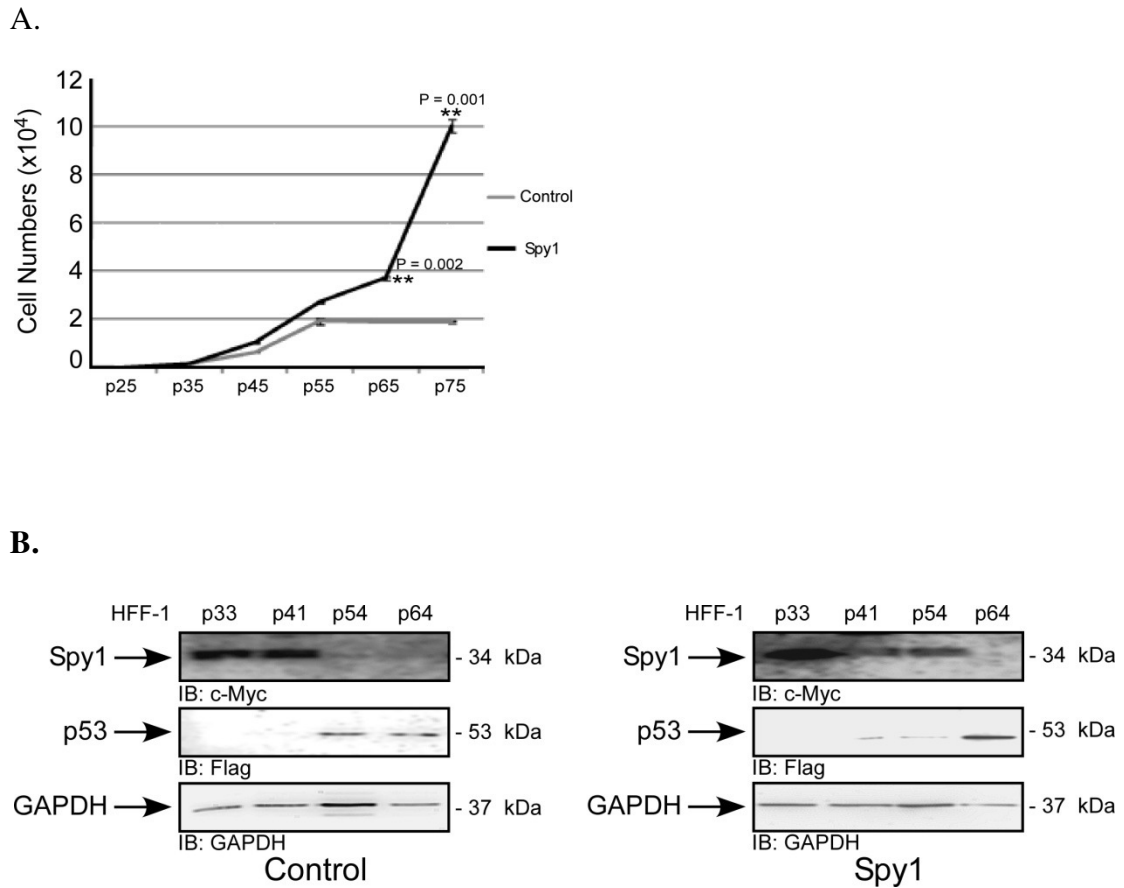 A.
Cell Numbers (x10⁴)
12
10
8
6
4
2
0
p25 p35 p45 p55 p65 p75
P = 0.001
**
P = 0.002
**
Control
Spy1
B.
HFF-1 p33 p41 p54 p64
Spy1 - 34 kDa
IB: c-Myc
p53 - 53 kDa
IB: Flag
GAPDH - 37 kDa
IB: GAPDH
Control
HFF-1 p33 p41 p54 p64
Spy1 - 34 kDa
IB: c-Myc
p53 - 53 kDa
IB: Flag
GAPDH - 37 kDa
IB: GAPDH
Spy1